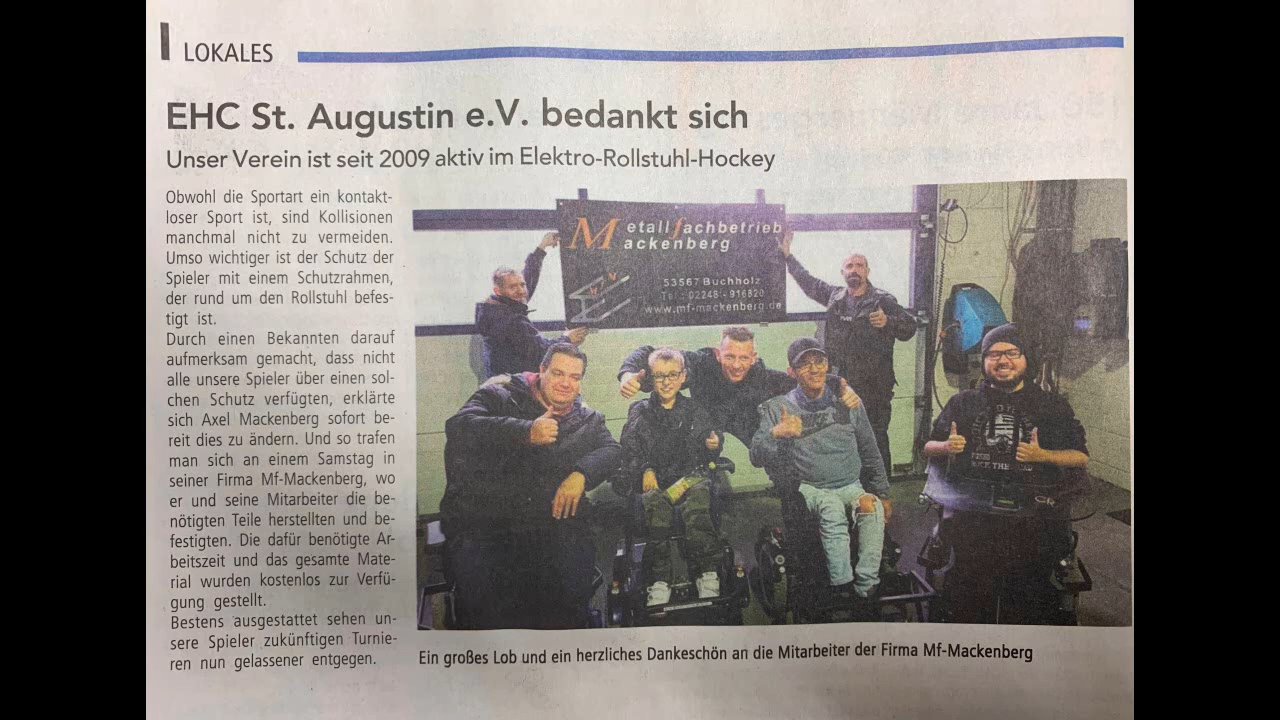 LOKALES
EHC St. Augustin e.V. bedankt sich
Unser Verein ist seit 2009 aktiv im Elektro-Rollstuhl-Hockey
Obwohl die Sportart ein kontakt-
loser Sport ist, sind Kollisionen
manchmal nicht zu vermeiden.
Umso wichtiger ist der Schutz der
Spieler mit einem Schutzrahmen,
der rund um den Rollstuhl befes-
tigt ist.
Durch einen Bekannten darauf
aufmerksam gemacht, dass nicht
alle unsere Spieler über einen sol-
chen Schutz verfügten, erklärte
sich Axel Mackenberg sofort be-
reit dies zu ändern. Und so trafen
man sich an einem Samstag in
seiner Firma Mf-Mackenberg, wo
er und seine Mitarbeiter die be-
nötigten Teile herstellten und be-
festigten. Die dafür benötigte Ar-
beitszeit und das gesamte Mate-
rial wurden kostenlos zur Verfü-
gung gestellt.
Bestens ausgestattet sehen un-
sere Spieler zukünftigen Turnie-
ren nun gelassener entgegen.
Metallfachbetrieb
Mackenberg
53567 Buchholz
Tel.: 02248 - 916820
www.mf-mackenberg.de
Ein großes Lob und ein herzliches Dankeschön an die Mitarbeiter der Firma Mf-Mackenberg